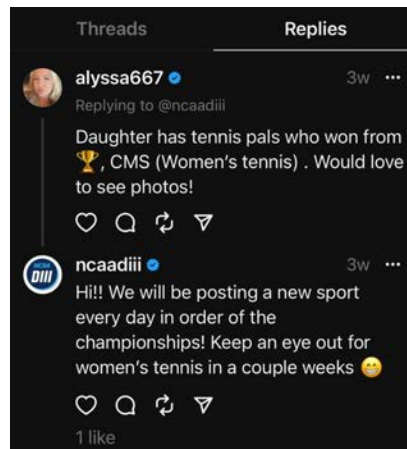 Threads Replies
alyssa667 3w
Replying to @ncaadiii
Daughter has tennis pals who won from
🏆, CMS (Women’s tennis) . Would love
to see photos!
NCAA
DIII
ncaadiii 3w
Hi!! We will be posting a new sport
every day in order of the
championships! Keep an eye out for
women’s tennis in a couple weeks 😁
1 like